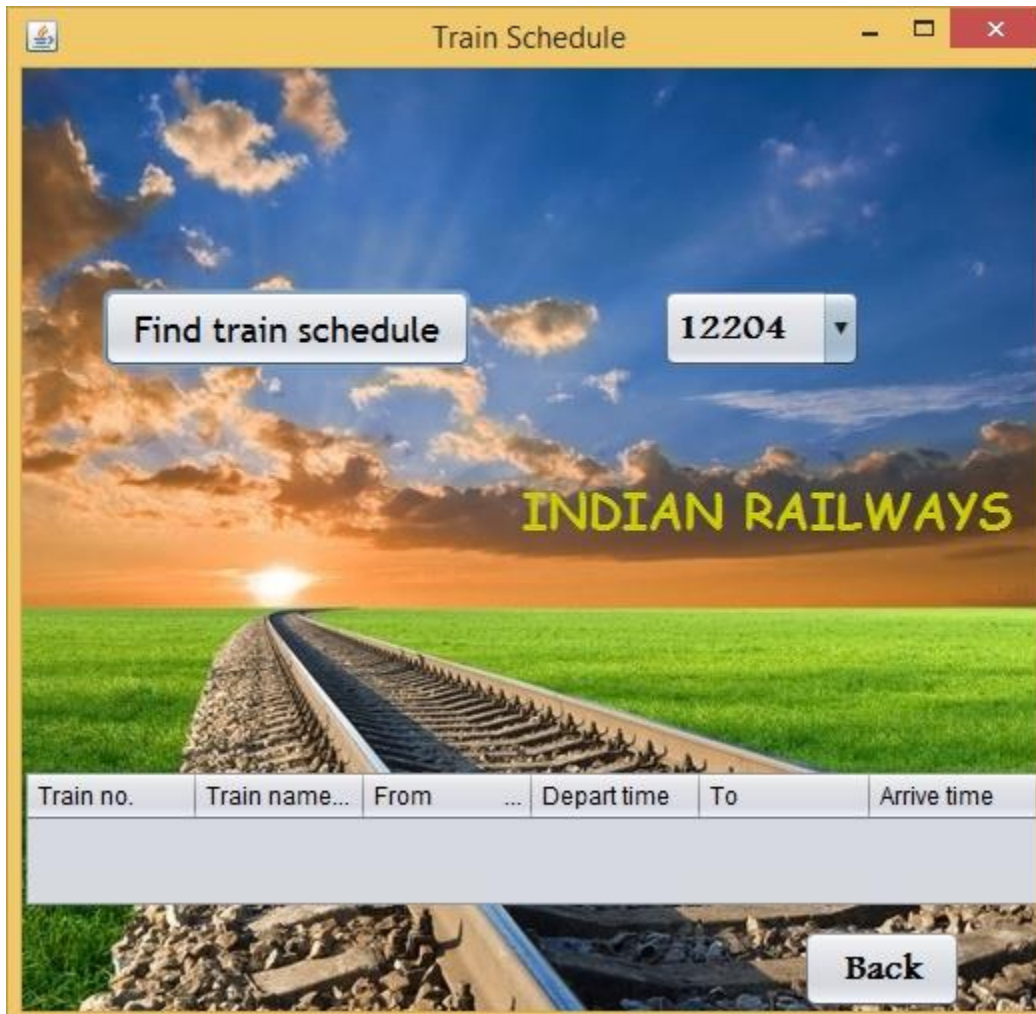 Train Schedule
Find train schedule 12204
INDIAN RAILWAYS
Train no. Train name... From ... Depart time To Arrive time
Back